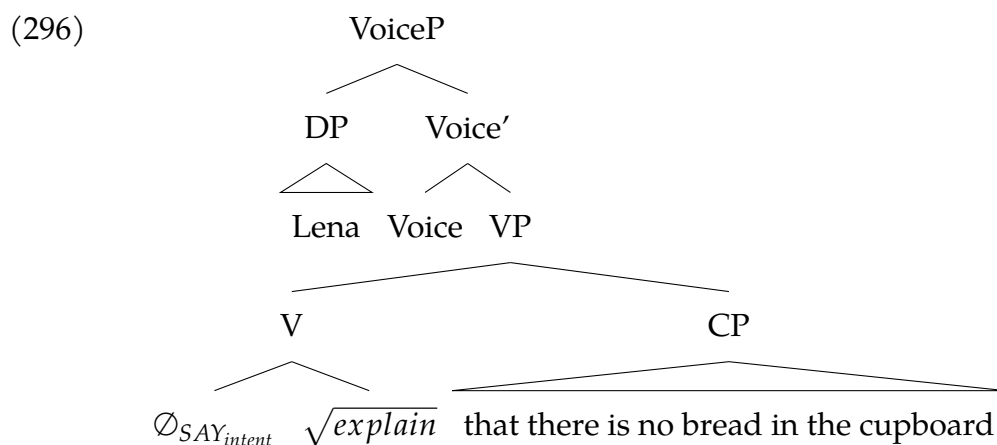 (296) VoiceP
DP Voice’
Lena Voice VP
V CP
∅SAYintent √explain that there is no bread in the cupboard